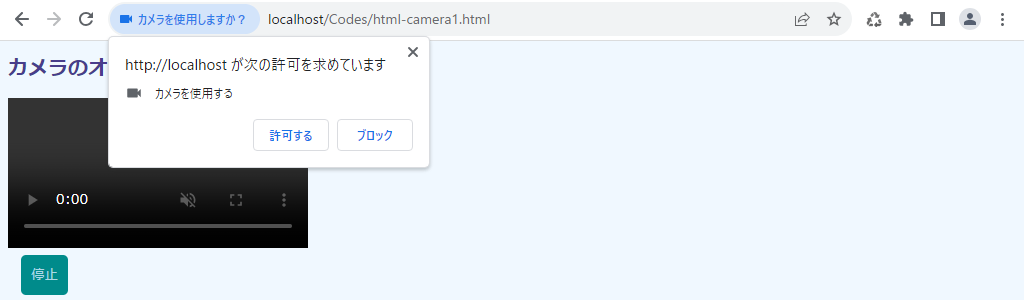 カメラを使用しますか？
localhost/Codes/html-camera1.html
カメラのオ
http://localhost が次の許可を求めています
カメラを使用する
許可する
ブロック
0:00
停止